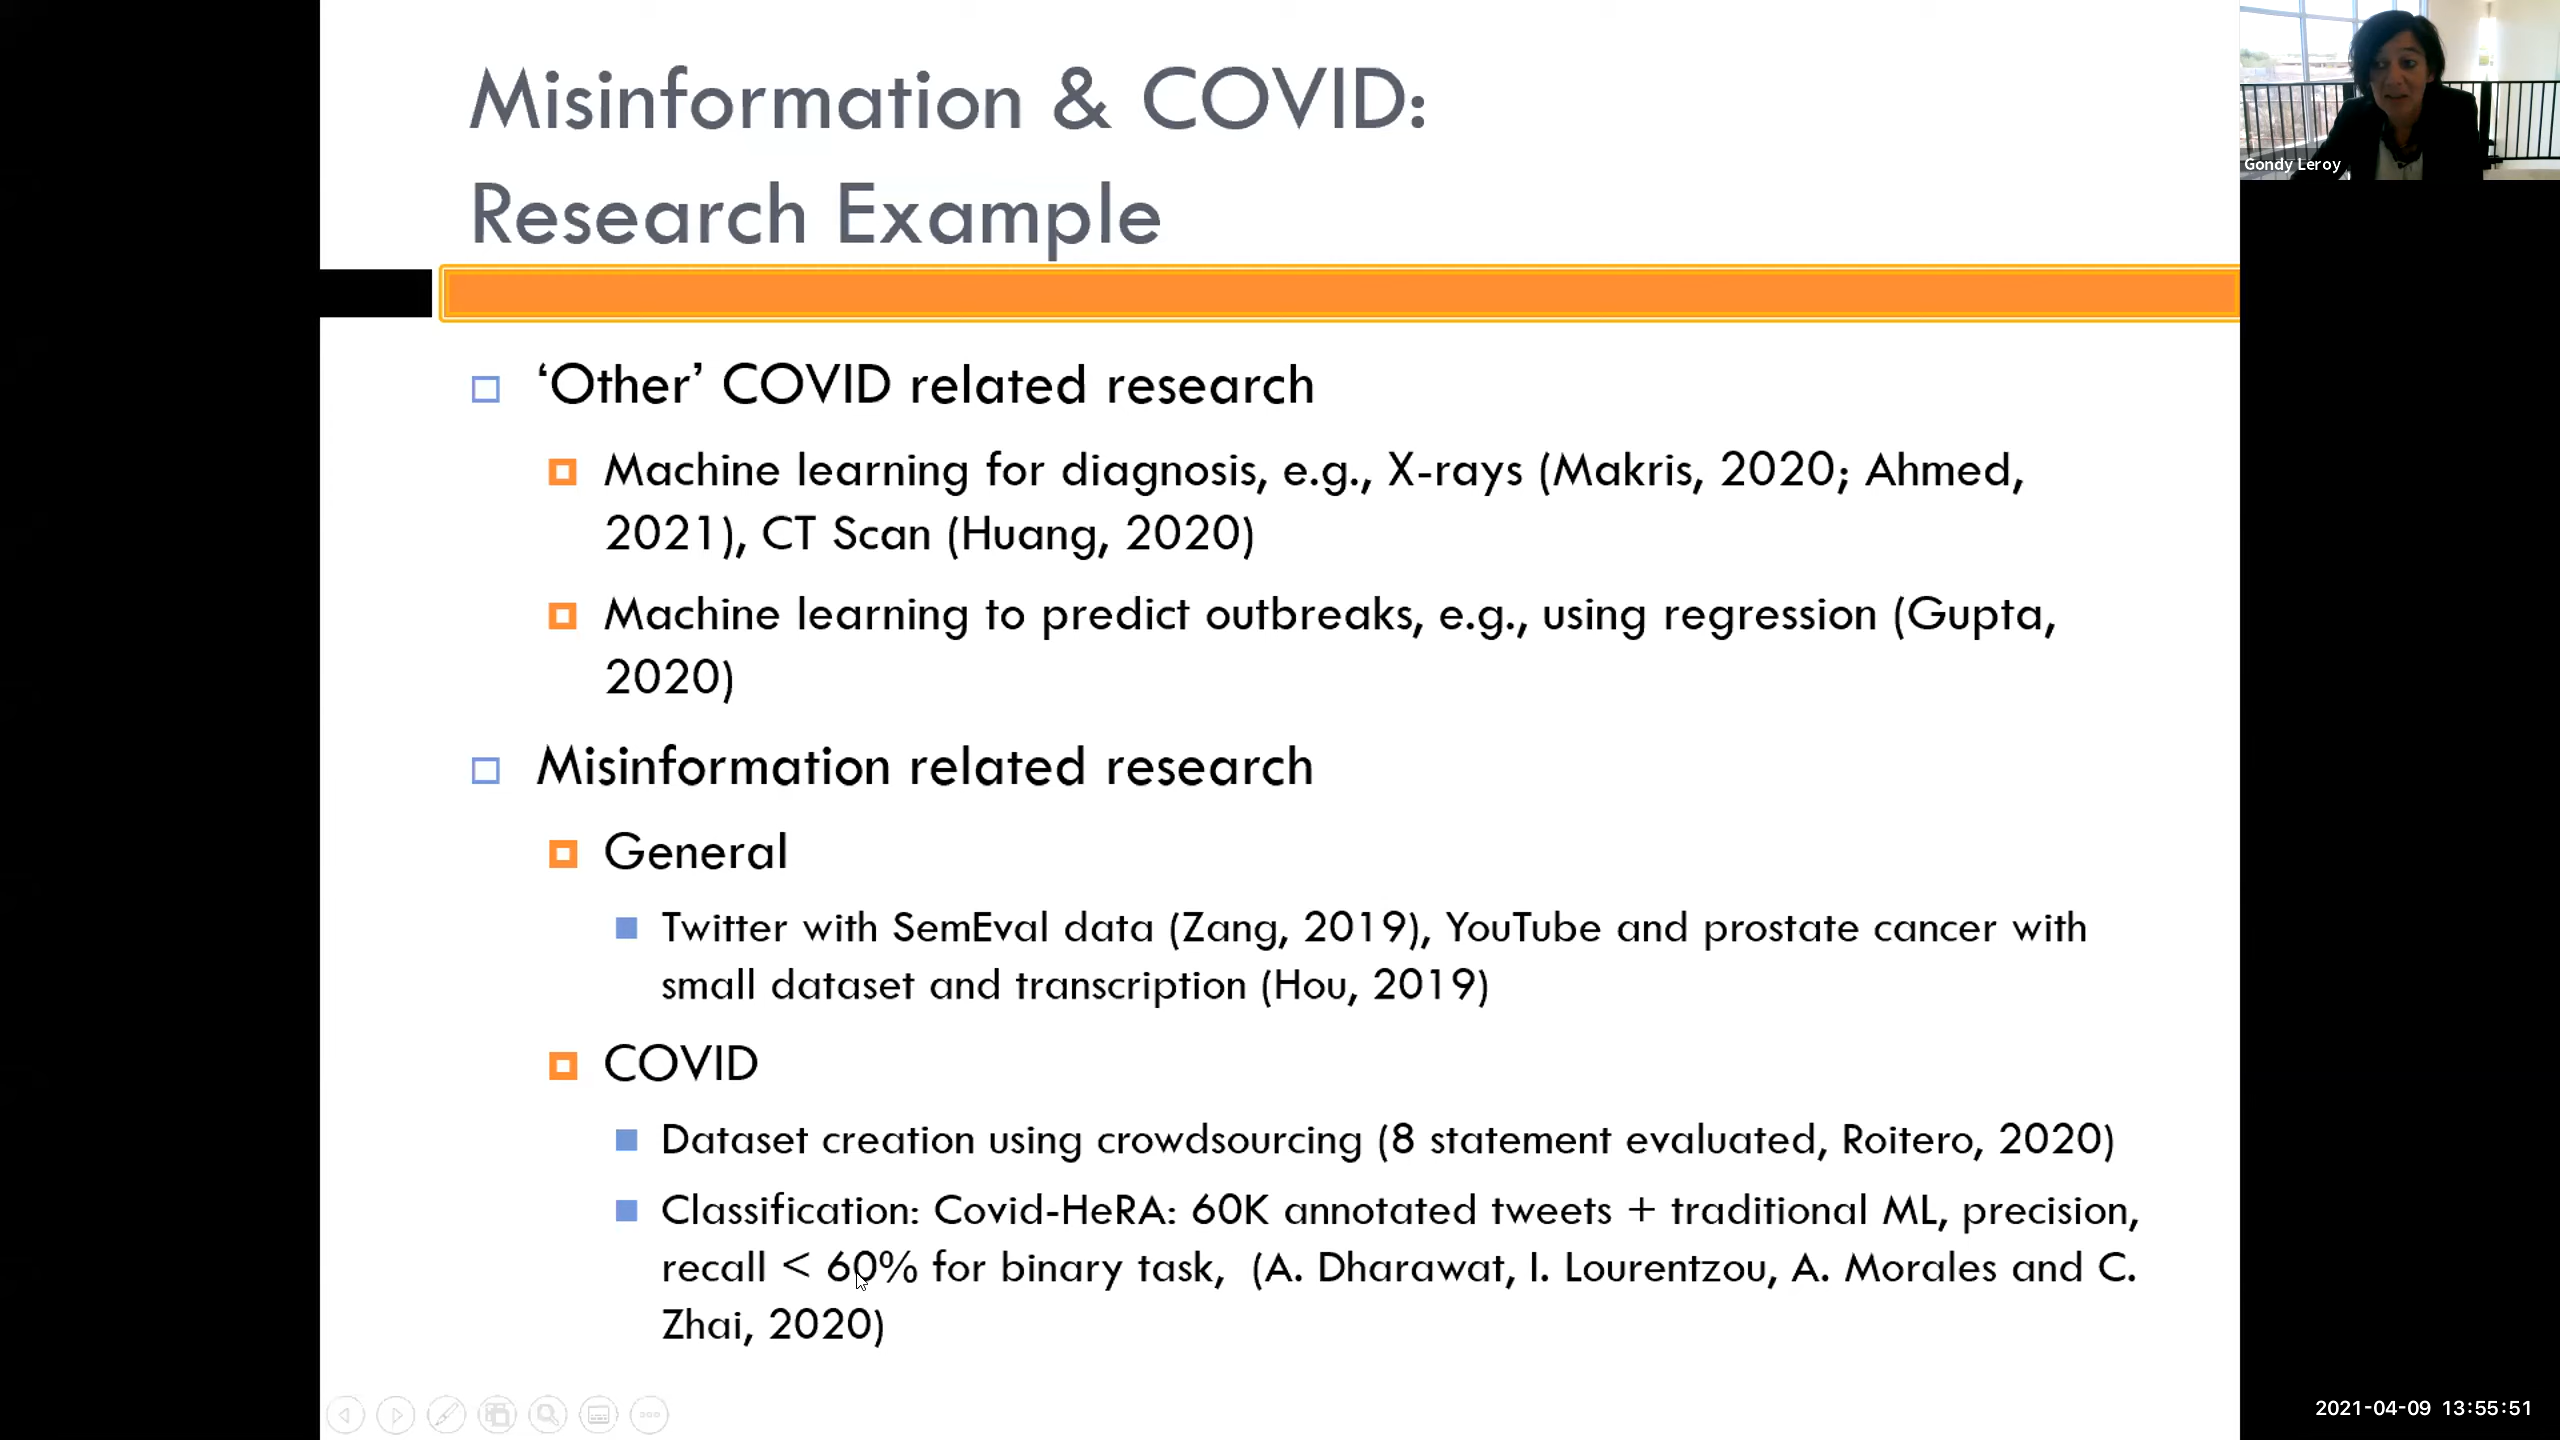 Misinformation & COVID:
Research Example
Gondy Leroy
‘Other’ COVID related research
Machine learning for diagnosis, e.g., X-rays (Makris, 2020; Ahmed,
2021), CT Scan (Huang, 2020)
Machine learning to predict outbreaks, e.g., using regression (Gupta,
2020)
Misinformation related research
General
Twitter with SemEval data (Zang, 2019), YouTube and prostate cancer with
small dataset and transcription (Hou, 2019)
COVID
Dataset creation using crowdsourcing (8 statement evaluated, Roitero, 2020)
Classification: Covid-HeRA: 60K annotated tweets + traditional ML, precision,
recall < 60% for binary task, (A. Dharawat, I. Lourentzou, A. Morales and C.
Zhai, 2020)
2021-04-09 13:55:51